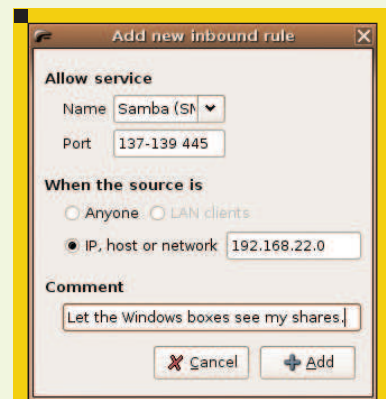 Add new inbound rule
Allow service
Name Samba (SM
Port 137-139 445
When the source is
Anyone LAN clients
IP, host or network 192.168.22.0
Comment
Let the Windows boxes see my shares.
Cancel Add